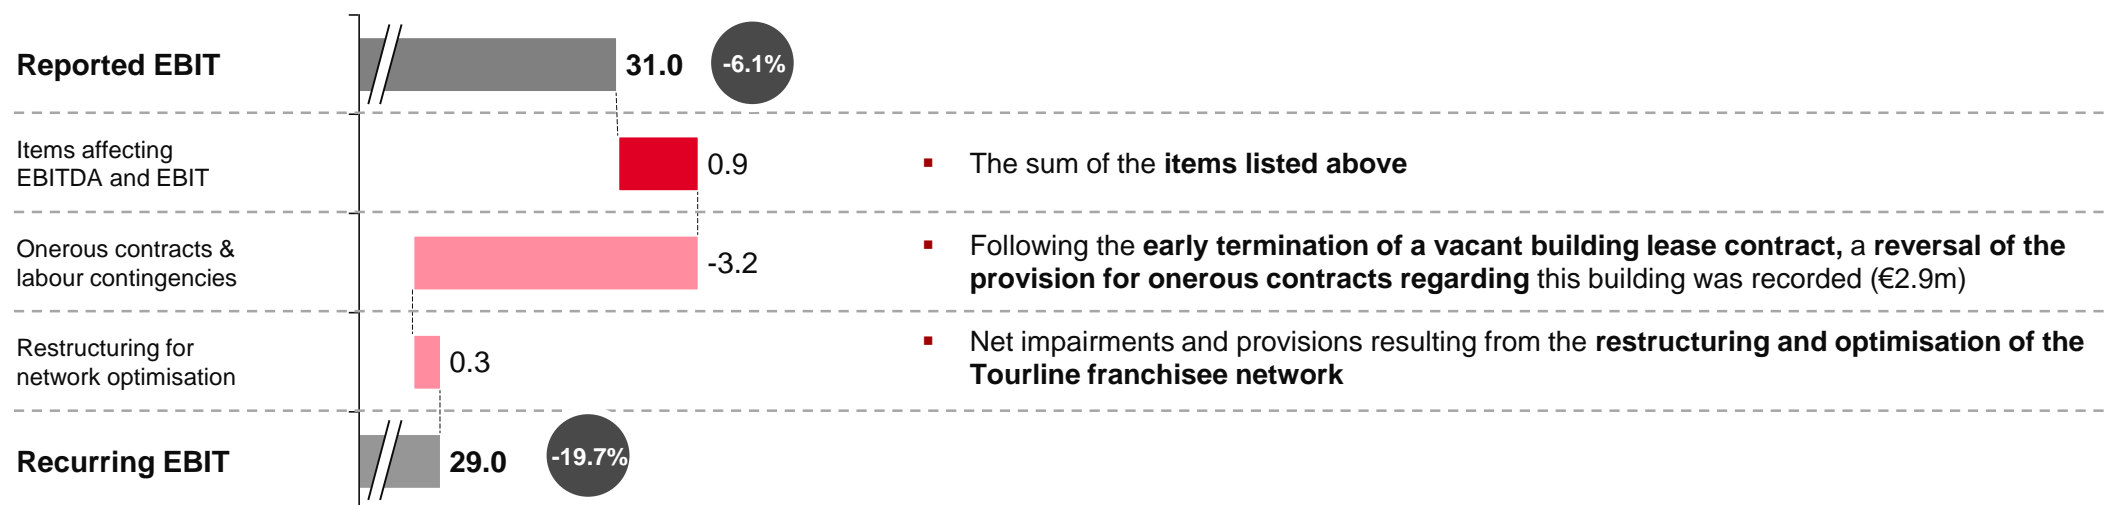 Reported EBIT
31.0
-6.1%
Items affecting
EBITDA and EBIT
0.9
▪ The sum of the items listed above
Onerous contracts &
labour contingencies
-3.2
▪ Following the early termination of a vacant building lease contract, a reversal of the
provision for onerous contracts regarding this building was recorded (€2.9m)
Restructuring for
network optimisation
0.3
▪ Net impairments and provisions resulting from the restructuring and optimisation of the
Tourline franchisee network
Recurring EBIT
29.0
-19.7%